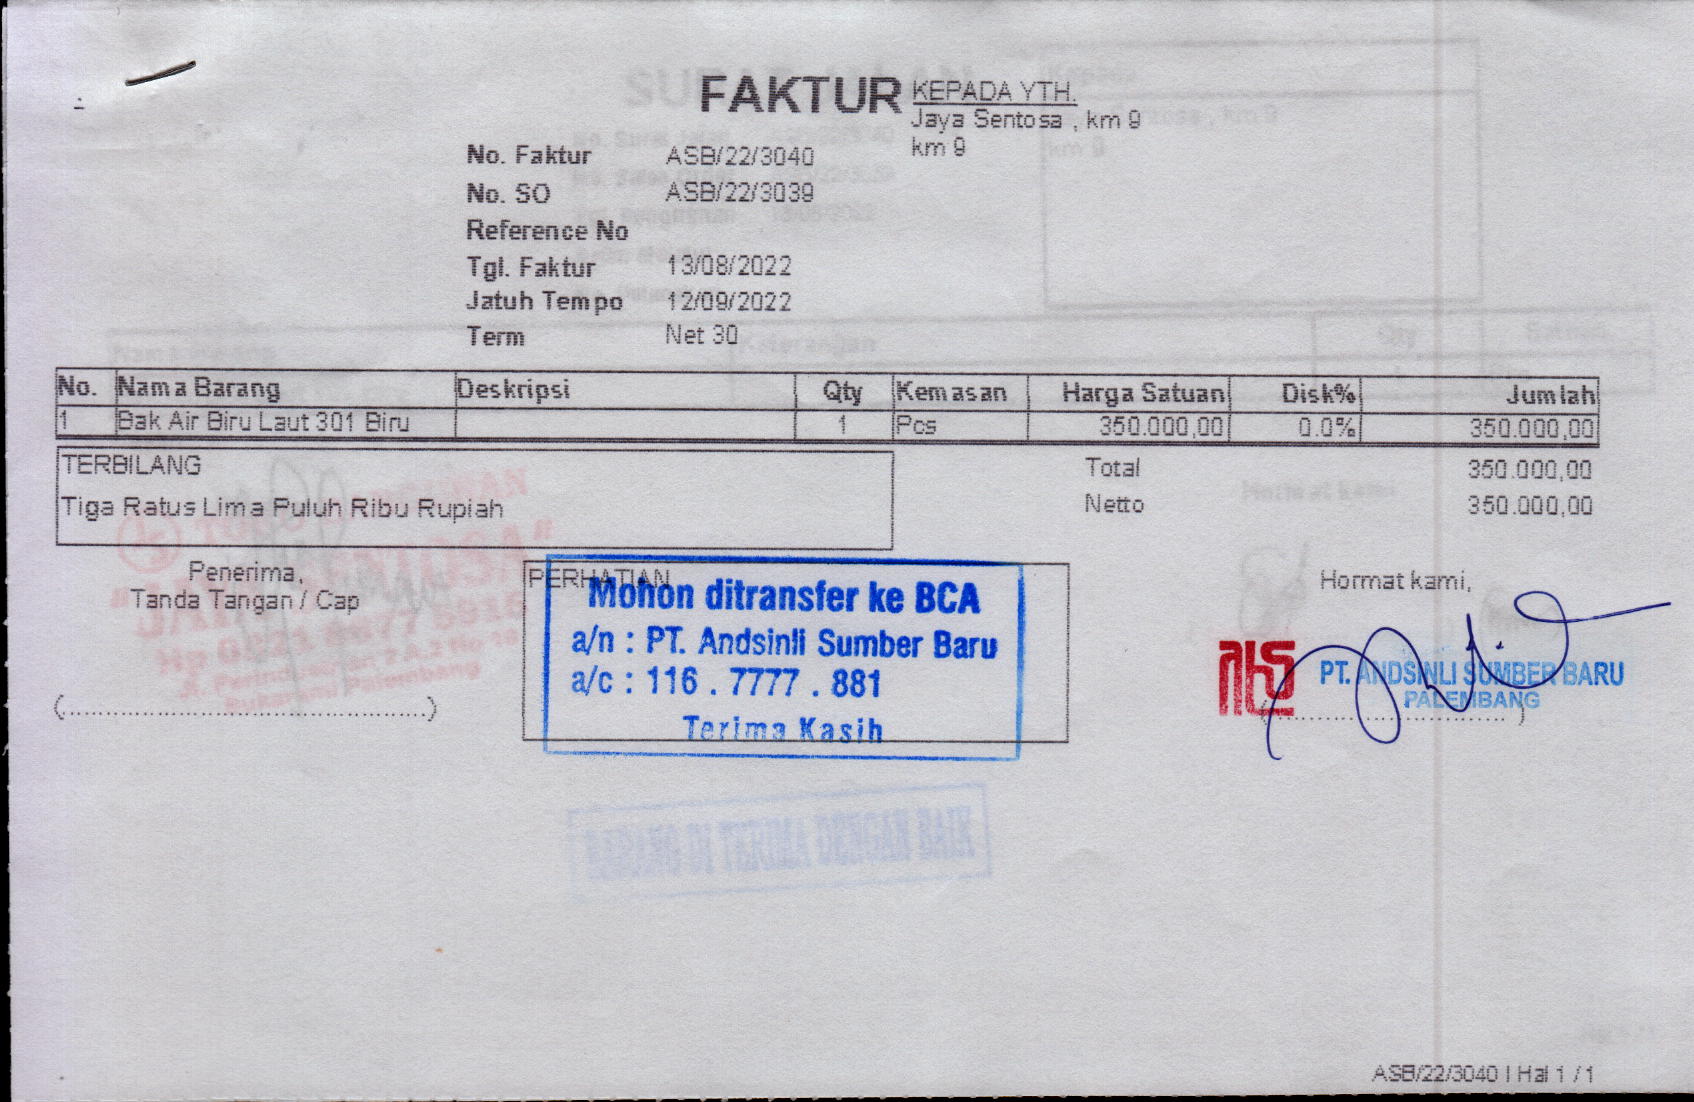 FAKTUR
KEPADA YTH.
Jaya Sentosa , km 9
km 9
No. Faktur ASB/22/3040
No. SO ASB/22/3039
Reference No
Tgl. Faktur 13/08/2022
Jatuh Tempo 12/09/2022
Term Net 30
No. Nama Barang Deskripsi Qty Kemasan Harga Satuan Disk% Jumlah
1 Bak Air Biru Laut 301 Biru 1 Pcs 350.000,00 0.0% 350.000,00
TERBILANG
Tiga Ratus Lima Puluh Ribu Rupiah
Total 350.000,00
Netto 350.000,00
Penerima,
Tanda Tangan / Cap
(..........................................)
PERHATIAN
Mohon ditransfer ke BCA
a/n : PT. Andsinli Sumber Baru
a/c : 116 . 7777 . 881
Terima Kasih
Hormat kami,
PT. ANDSINLI SUMBER BARU
PALEMBANG
BARANG DI TERIMA DENGAN BAIK
ASB/22/3040 | Hal 1 / 1